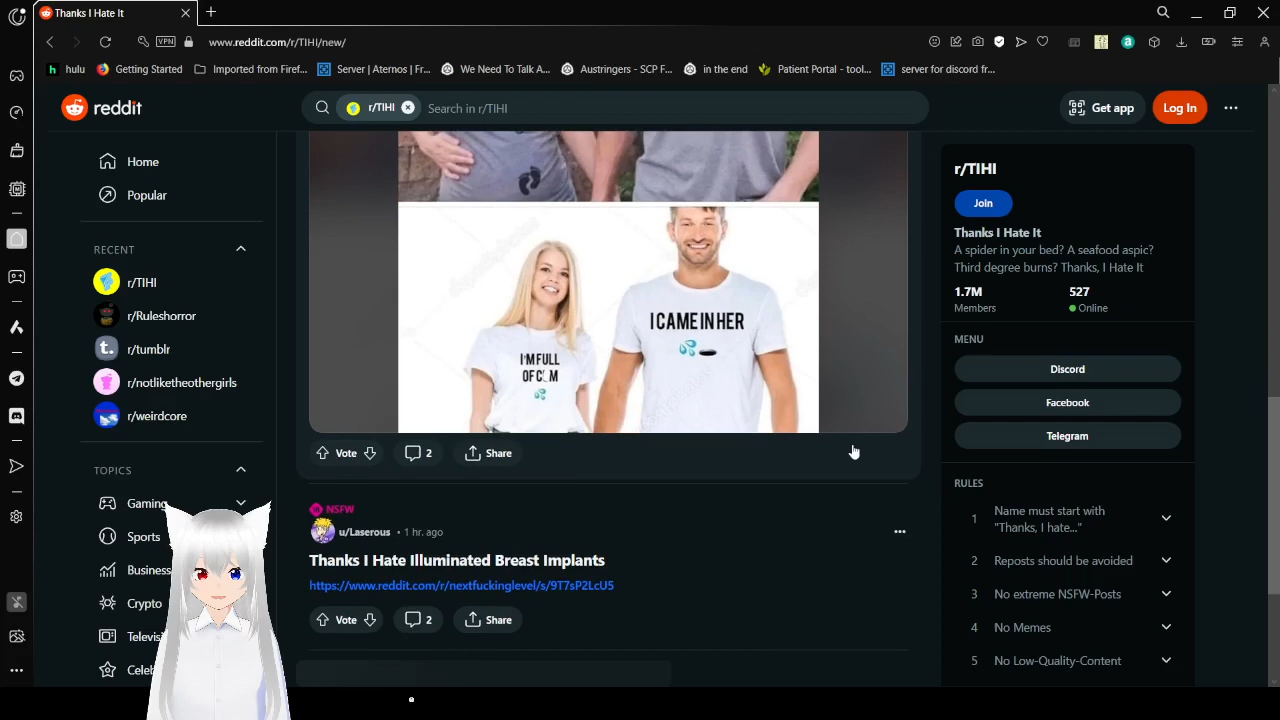 Thanks I Hate It
VPN
www.reddit.com/r/TIHI/new/
hulu
Getting Started
Imported from Firef...
Server | Aternos | Fr...
We Need To Talk A...
Austringers - SCP F...
in the end
Patient Portal - tool...
server for discord fr...
reddit
r/TIHI
Search in r/TIHI
Get app
Log In
Home
Popular
RECENT
r/TIHI
r/Ruleshorror
r/tumblr
r/notliketheothergirls
r/weirdcore
TOPICS
Gaming
Sports
Business
Crypto
Televisi
Celeb
I'M FULL
OF C M
I CAME IN HER
Vote
2
Share
NSFW
u/Laserous • 1 hr. ago
Thanks I Hate Illuminated Breast Implants
https://www.reddit.com/r/nextfuckinglevel/s/9T7sP2LcU5
Vote
2
Share
r/TIHI
Join
Thanks I Hate It
A spider in your bed? A seafood aspic?
Third degree burns? Thanks, I Hate It
1.7M
527
Members
Online
MENU
Discord
Facebook
Telegram
RULES
1 Name must start with
"Thanks, I hate..."
2 Reposts should be avoided
3 No extreme NSFW-Posts
4 No Memes
5 No Low-Quality-Content